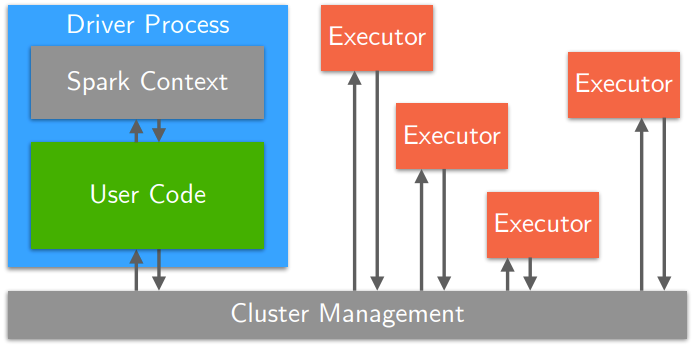 Driver Process
Spark Context
User Code
Executor
Executor
Executor
Executor
Cluster Management